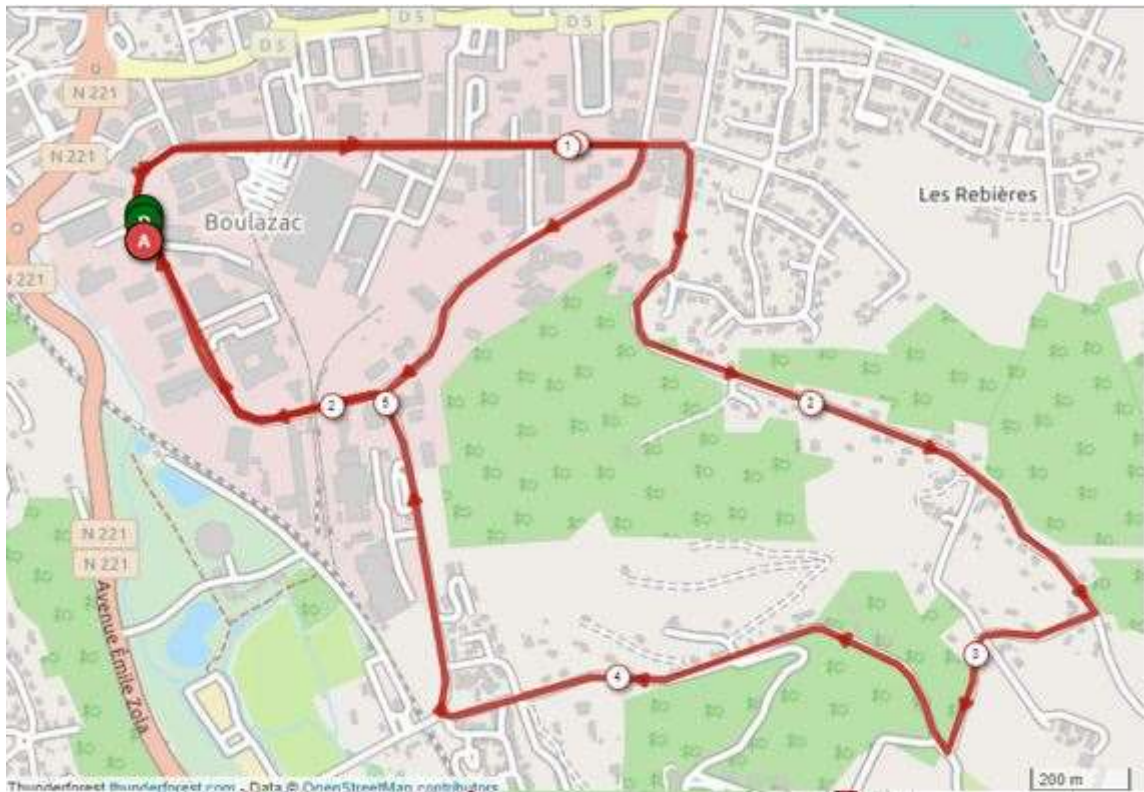 D 5
D 5
D 5
N 221
N 221
N 221
1
Les Rebières
Boulazac
A
2
5
2
N 221
N 221
Avenue Émile Zola
3
4
200 m
Thunderforest thunderforest.com - Data © OpenStreetMap contributors